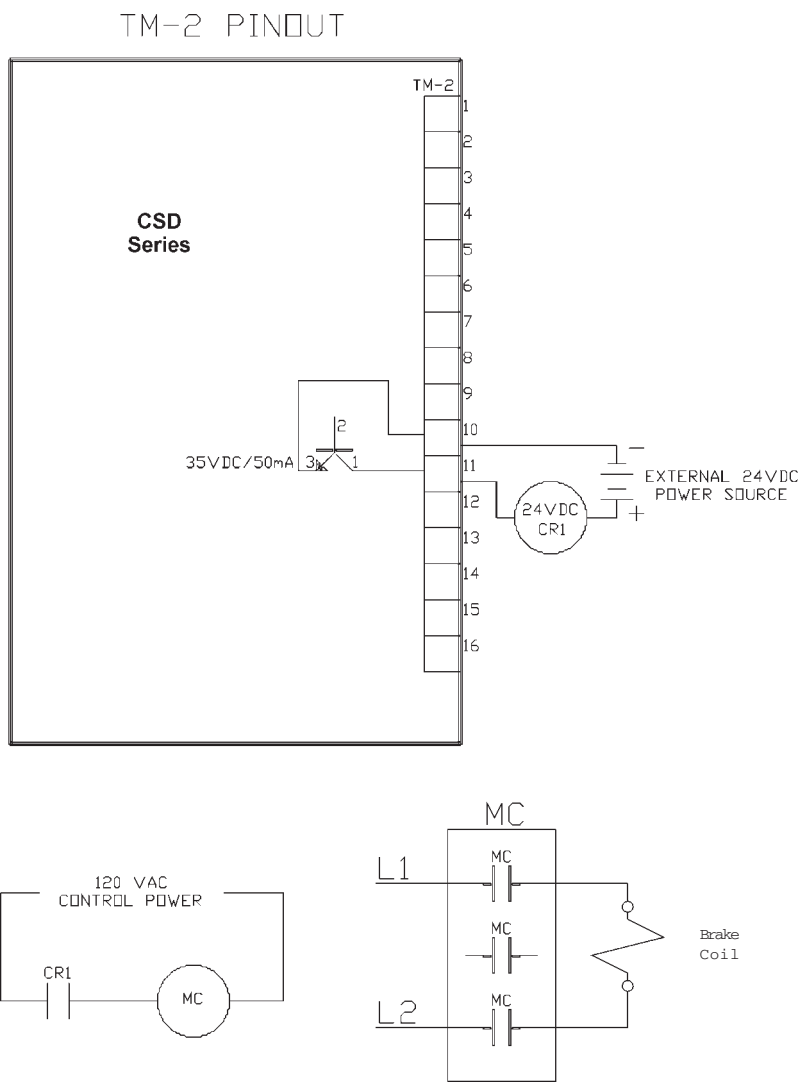 TM-2 PINOUT
TM-2
1
2
3
4
5
6
7
8
9
10
11
12
13
14
15
16
CSD
Series
2
35VDC/50mA 3 1
−
EXTERNAL 24VDC
POWER SOURCE
+
24VDC
CR1
120 VAC
CONTROL POWER
CR1
MC
MC
L1
MC
MC
L2
MC
Brake
Coil